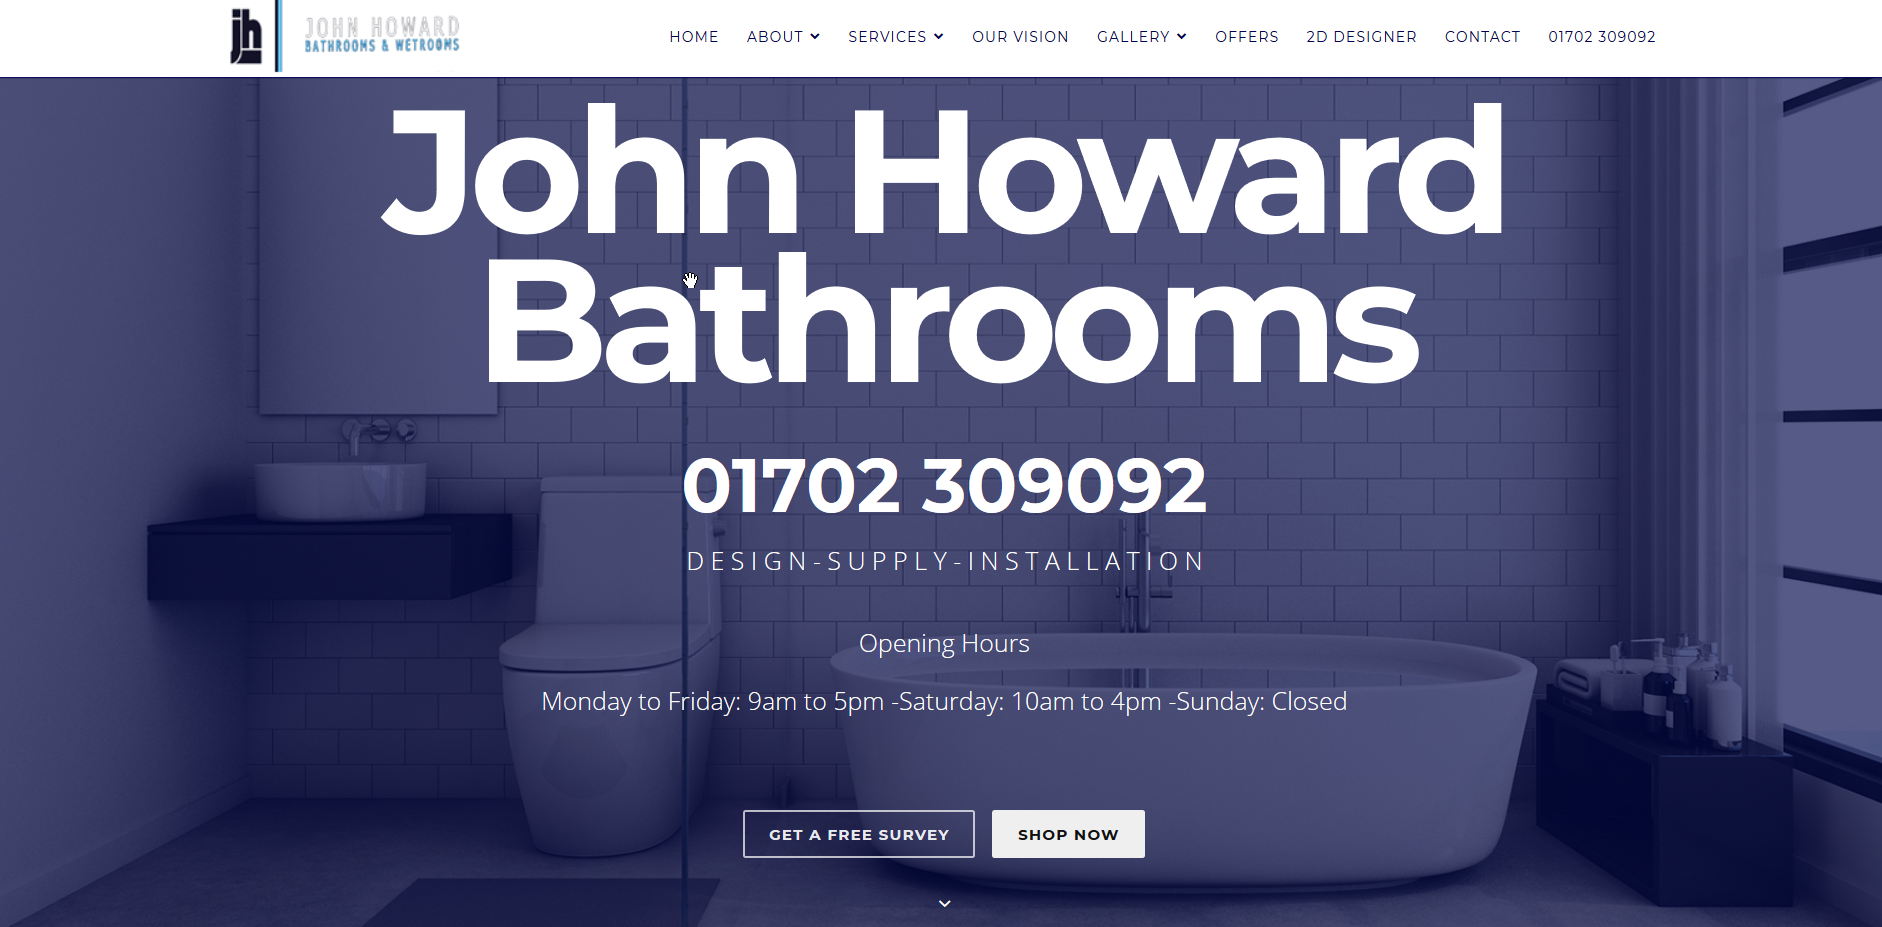 jh
JOHN HOWARD
BATHROOMS & WETROOMS
HOME ABOUT SERVICES OUR VISION GALLERY OFFERS 2D DESIGNER CONTACT 01702 309092
John Howard
Bathrooms
01702 309092
DESIGN-SUPPLY-INSTALLATION
Opening Hours
Monday to Friday: 9am to 5pm -Saturday: 10am to 4pm -Sunday: Closed
GET A FREE SURVEY SHOP NOW